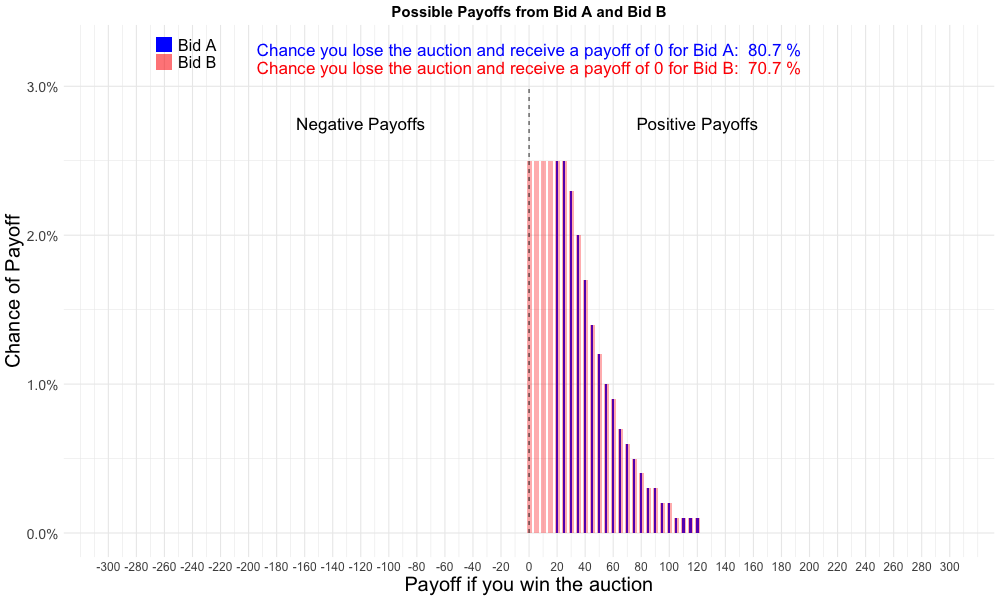 Possible Payoffs from Bid A and Bid B
Bid A
Bid B
Chance you lose the auction and receive a payoff of 0 for Bid A: 80.7 %
Chance you lose the auction and receive a payoff of 0 for Bid B: 70.7 %
Negative Payoffs
Positive Payoffs
Chance of Payoff
3.0%
2.0%
1.0%
0.0%
-300 -280 -260 -240 -220 -200 -180 -160 -140 -120 -100 -80 -60 -40 -20 0 20 40 60 80 100 120 140 160 180 200 220 240 260 280 300
Payoff if you win the auction